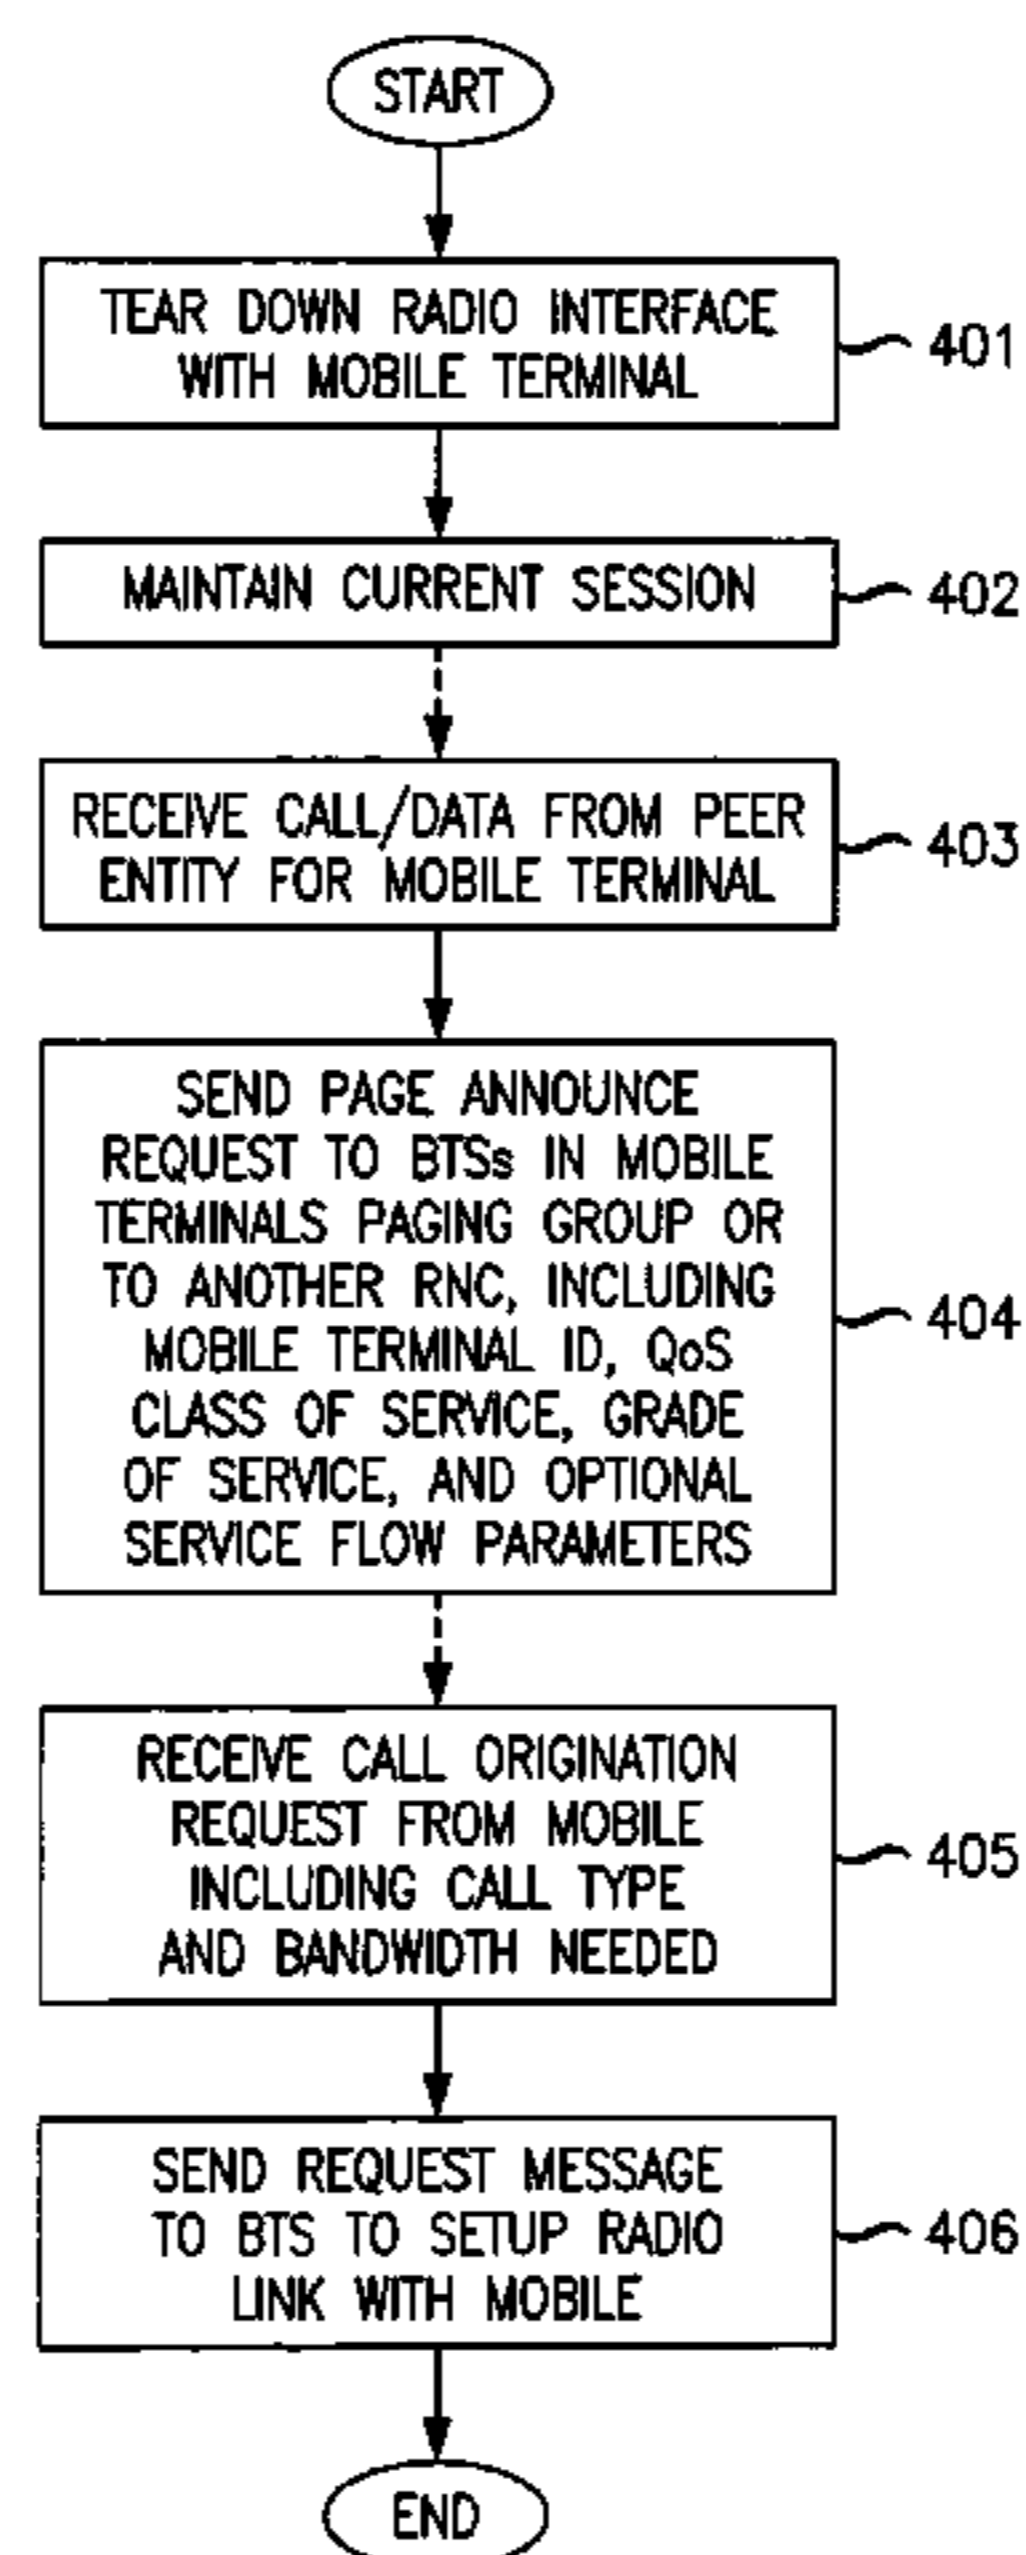 START
TEAR DOWN RADIO INTERFACE
WITH MOBILE TERMINAL
401
MAINTAIN CURRENT SESSION
402
RECEIVE CALL/DATA FROM PEER
ENTITY FOR MOBILE TERMINAL
403
SEND PAGE ANNOUNCE
REQUEST TO BTSs IN MOBILE
TERMINALS PAGING GROUP OR
TO ANOTHER RNC, INCLUDING
MOBILE TERMINAL ID, QoS
CLASS OF SERVICE, GRADE
OF SERVICE, AND OPTIONAL
SERVICE FLOW PARAMETERS
404
RECEIVE CALL ORIGINATION
REQUEST FROM MOBILE
INCLUDING CALL TYPE
AND BANDWIDTH NEEDED
405
SEND REQUEST MESSAGE
TO BTS TO SETUP RADIO
LINK WITH MOBILE
406
END